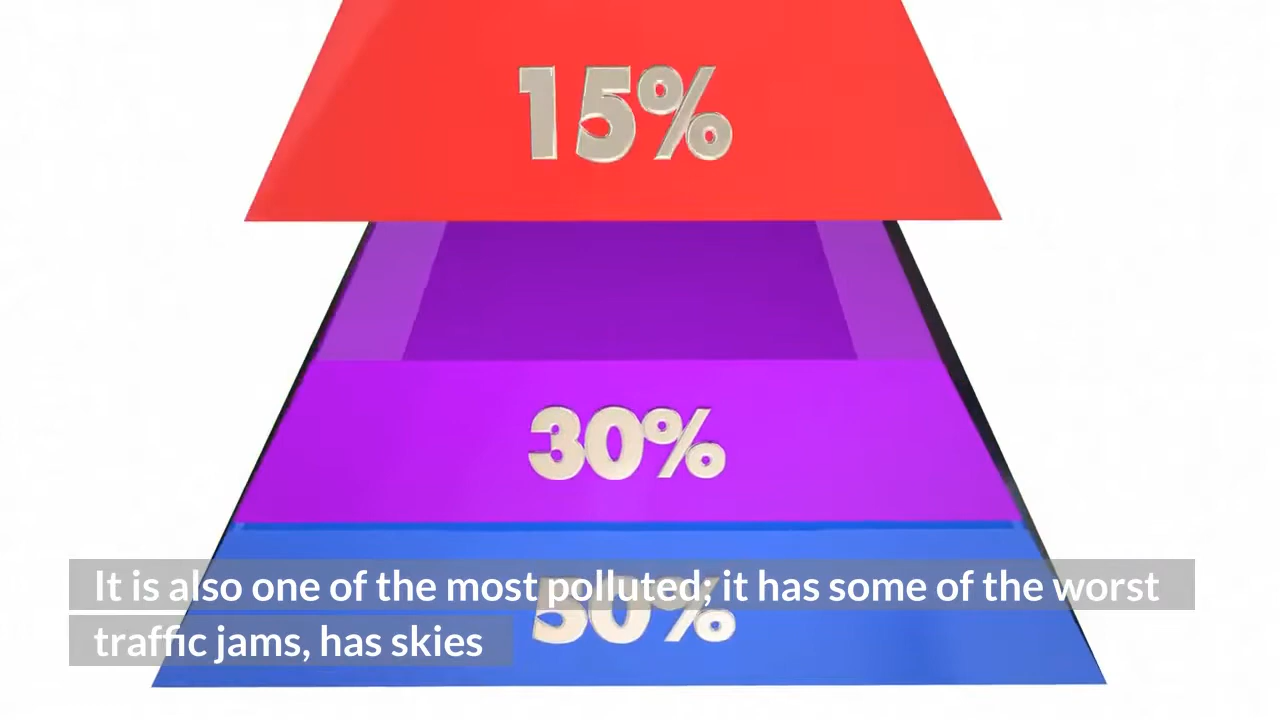 15%
30%
50%
It is also one of the most polluted; it has some of the worst
traffic jams, has skies